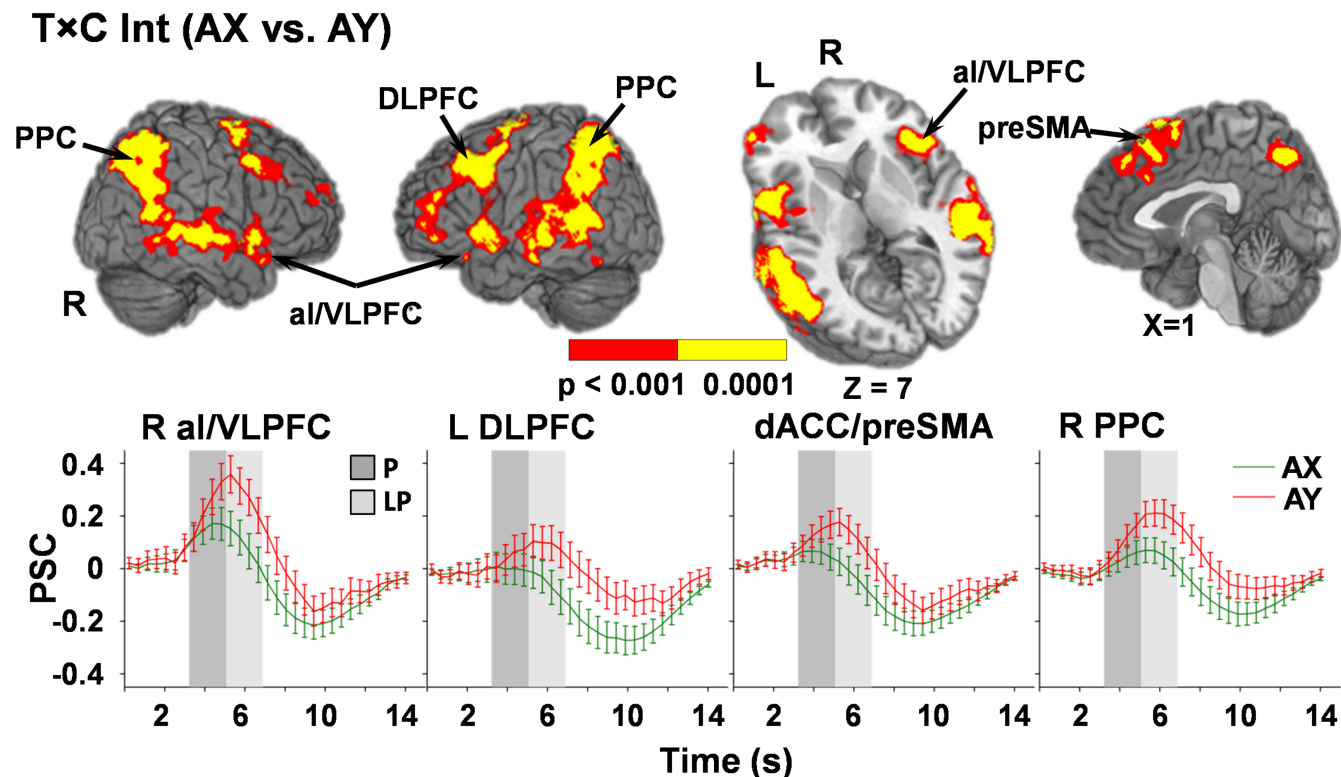 T×C Int (AX vs. AY)
PPC
DLPFC
PPC
L
R
aI/VLPFC
preSMA
R
aI/VLPFC
X=1
p < 0.001 0.0001
Z = 7
R aI/VLPFC
L DLPFC
dACC/preSMA
R PPC
P
LP
AX
AY
PSC
0.4
0.2
0
-0.2
-0.4
2 6 10 14
2 6 10 14
2 6 10 14
2 6 10 14
Time (s)